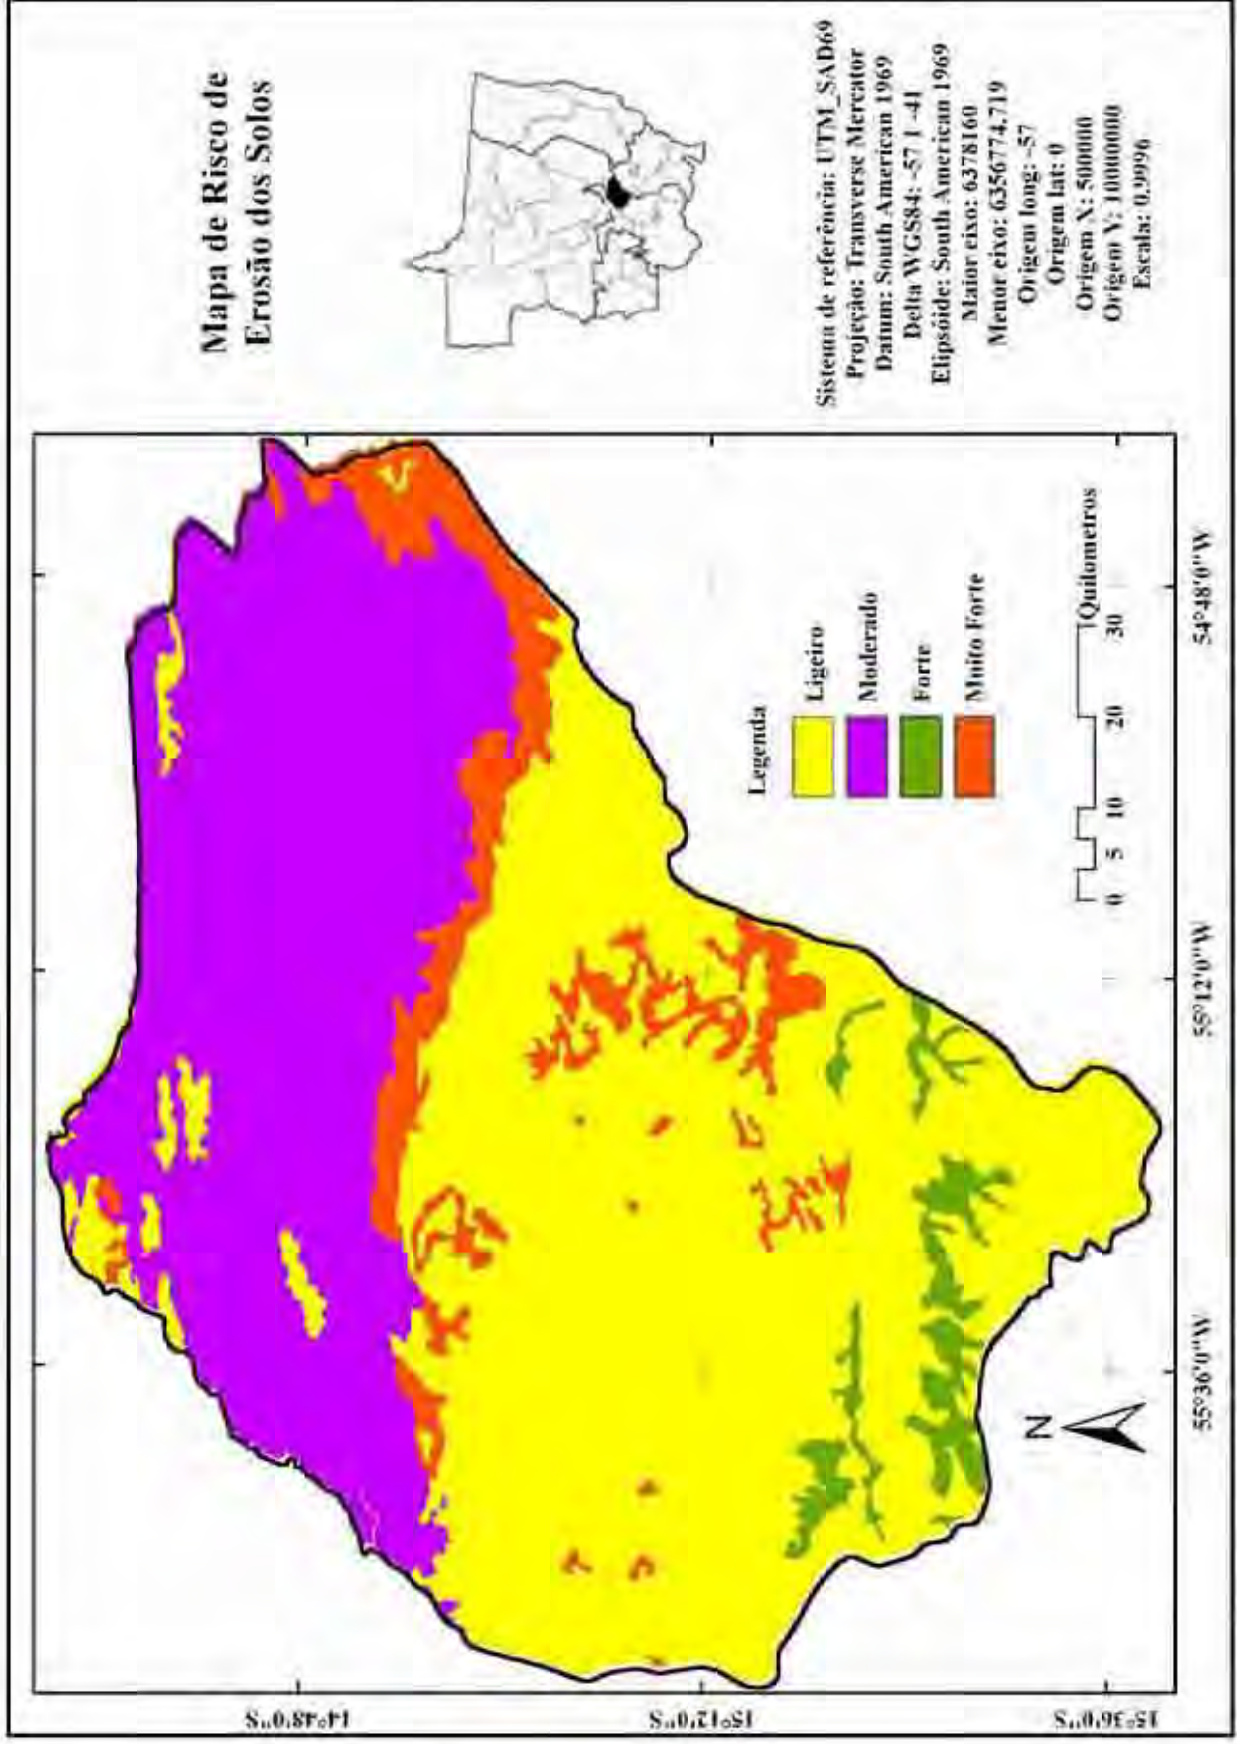 Mapa de Risco de
Erosão dos Solos
Sistema de referência: UTM_SAD69
Projeção: Transverse Mercator
Datum: South American 1969
Delta WGS84: -57 1 -41
Elipsóide: South American 1969
Maior eixo: 6378160
Menor eixo: 6356774,719
Origem long: -57
Origem lat: 0
Origem X: 500000
Origem Y: 10000000
Escala: 0,9996
Legenda
Ligeiro
Moderado
Forte
Muito Forte
0 5 10 20 30
Quilometros
N
14°48'0"S
15°12'0"S
15°36'0"S
55°36'0"W
55°12'0"W
54°48'0"W